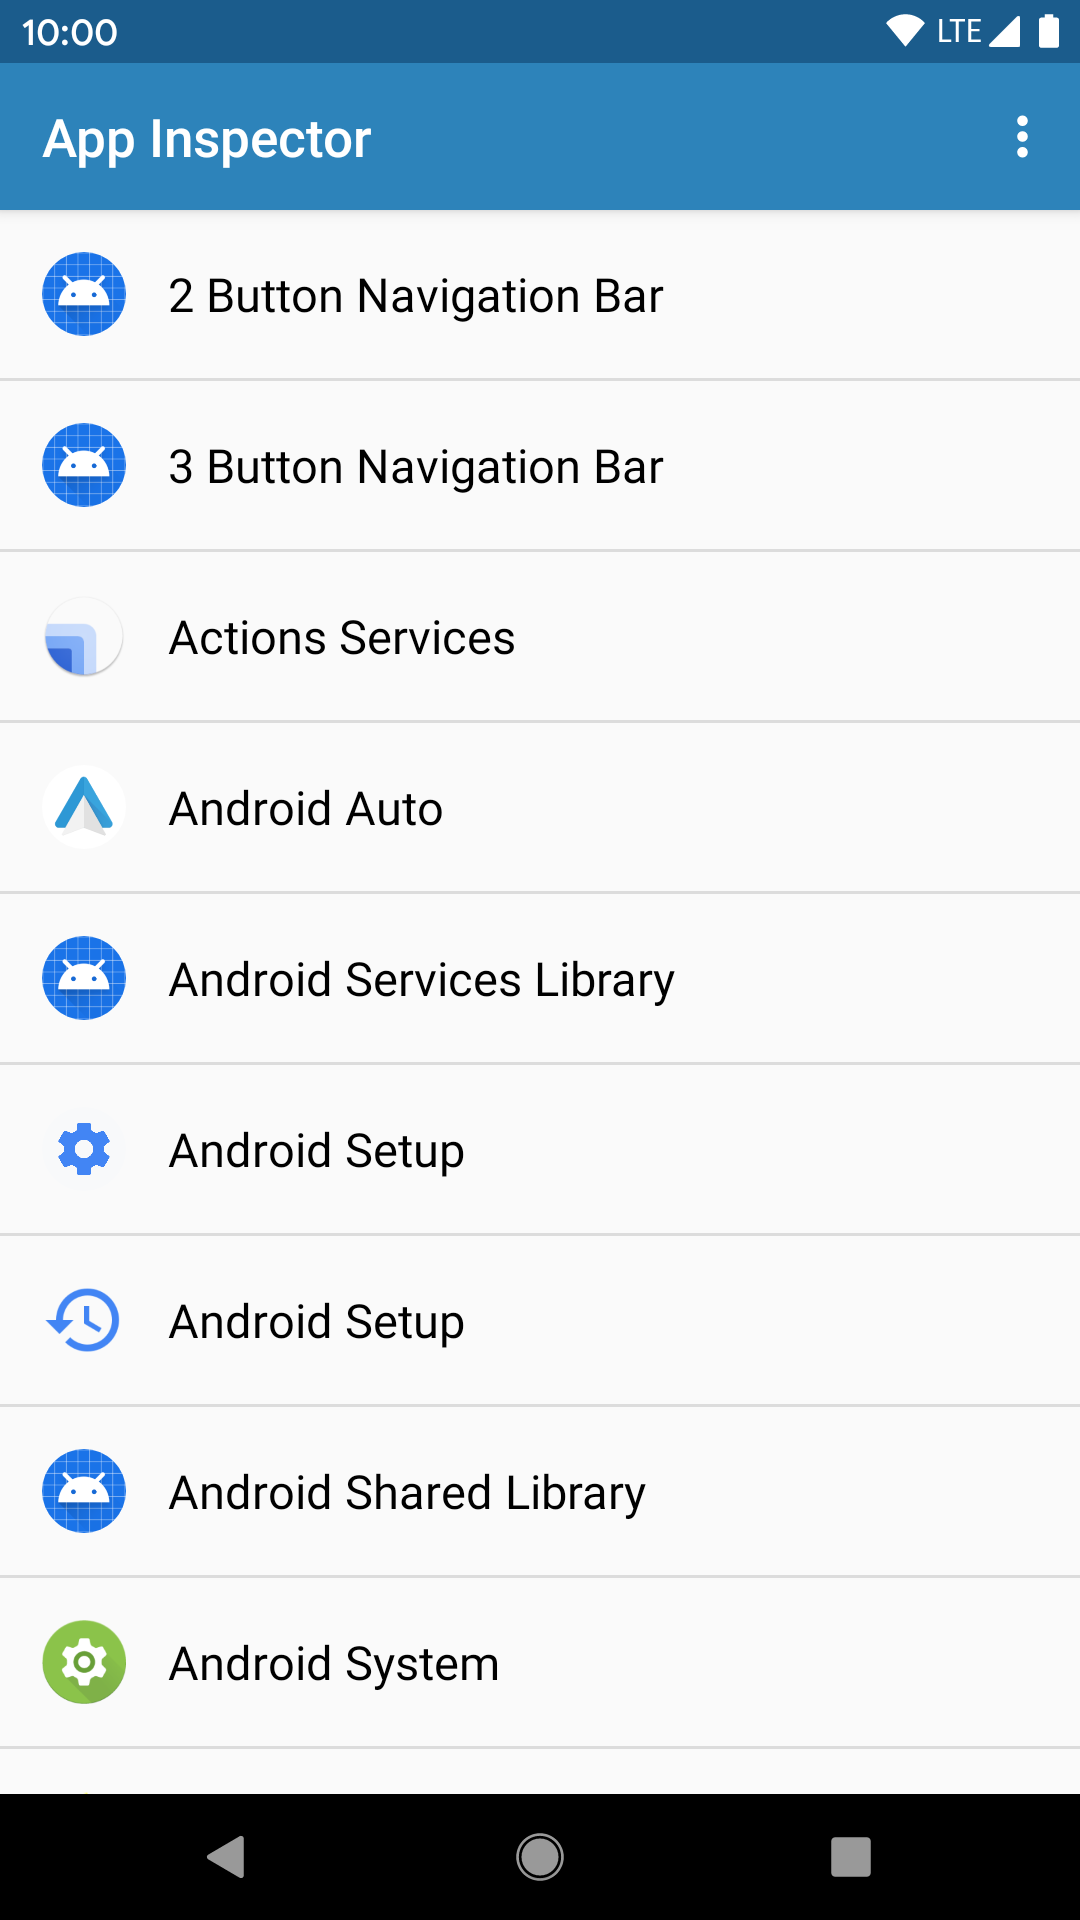 10:00
LTE
App Inspector
2 Button Navigation Bar
3 Button Navigation Bar
Actions Services
Android Auto
Android Services Library
Android Setup
Android Setup
Android Shared Library
Android System